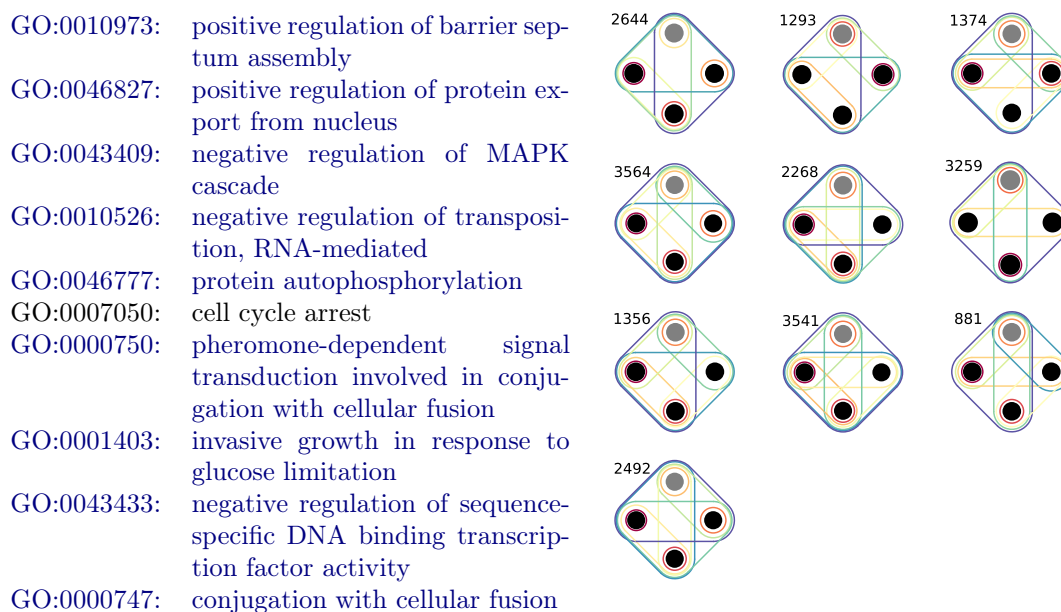 GO:0010973: positive regulation of barrier sep-
tum assembly
GO:0046827: positive regulation of protein ex-
port from nucleus
GO:0043409: negative regulation of MAPK
cascade
GO:0010526: negative regulation of transposi-
tion, RNA-mediated
GO:0046777: protein autophosphorylation
GO:0007050: cell cycle arrest
GO:0000750: pheromone-dependent signal
transduction involved in conju-
gation with cellular fusion
GO:0001403: invasive growth in response to
glucose limitation
GO:0043433: negative regulation of sequence-
specific DNA binding transcrip-
tion factor activity
GO:0000747: conjugation with cellular fusion
2644 1293 1374
3564 2268 3259
1356 3541 881
2492